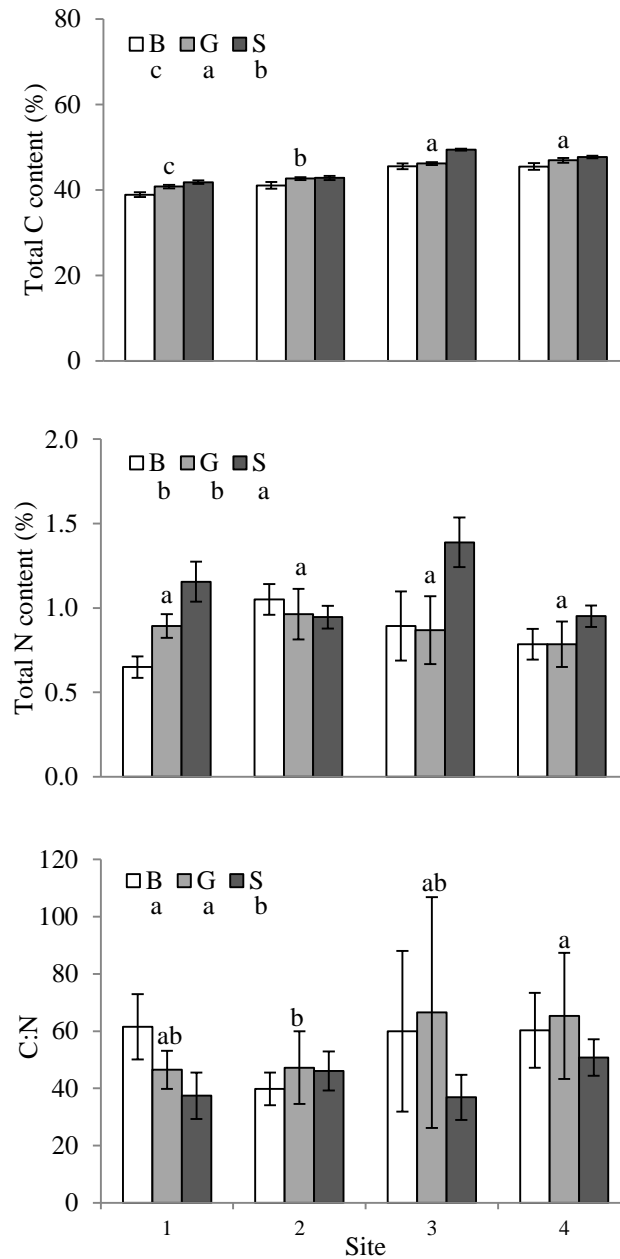 80
B G S
c a b
60
a a
b
c
40
20
0
Total C content (%)
2.0
B G S
b b a
1.5
a a a a
1.0
0.5
0.0
Total N content (%)
120
B G S
a a b
ab
100
80
a
60
b
ab
40
20
0
C:N
1 2 3 4
Site